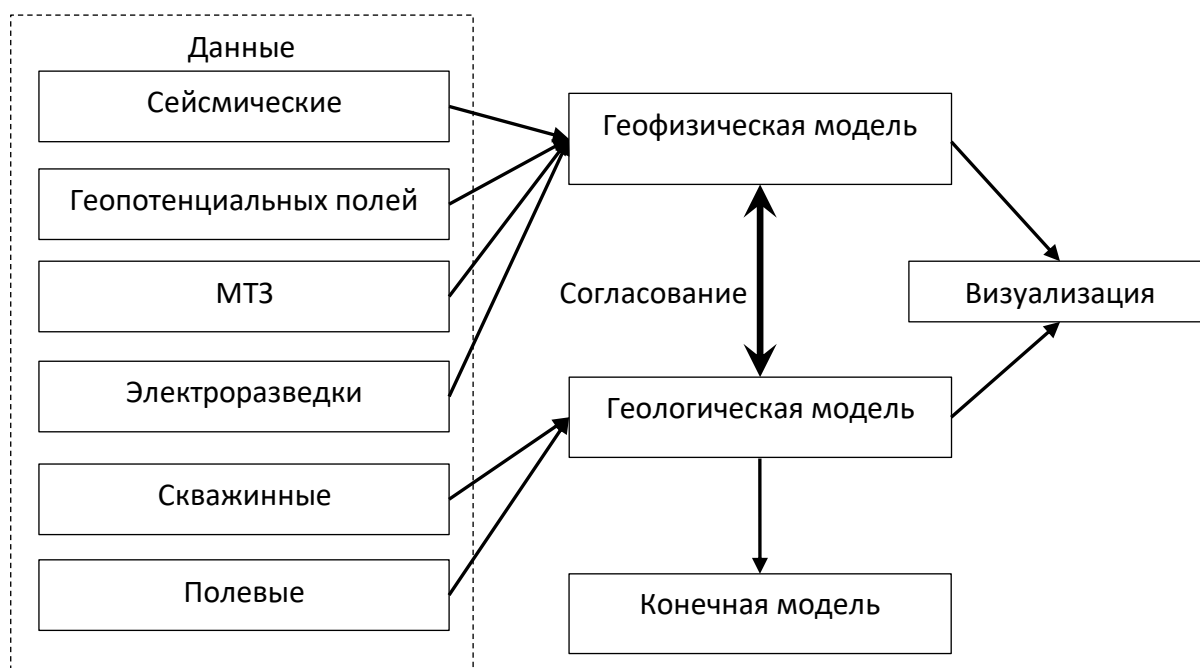 Данные
Сейсмические
Геопотенциальных полей
МТЗ
Электроразведки
Скважинные
Полевые
Геофизическая модель
Согласование
Геологическая модель
Конечная модель
Визуализация